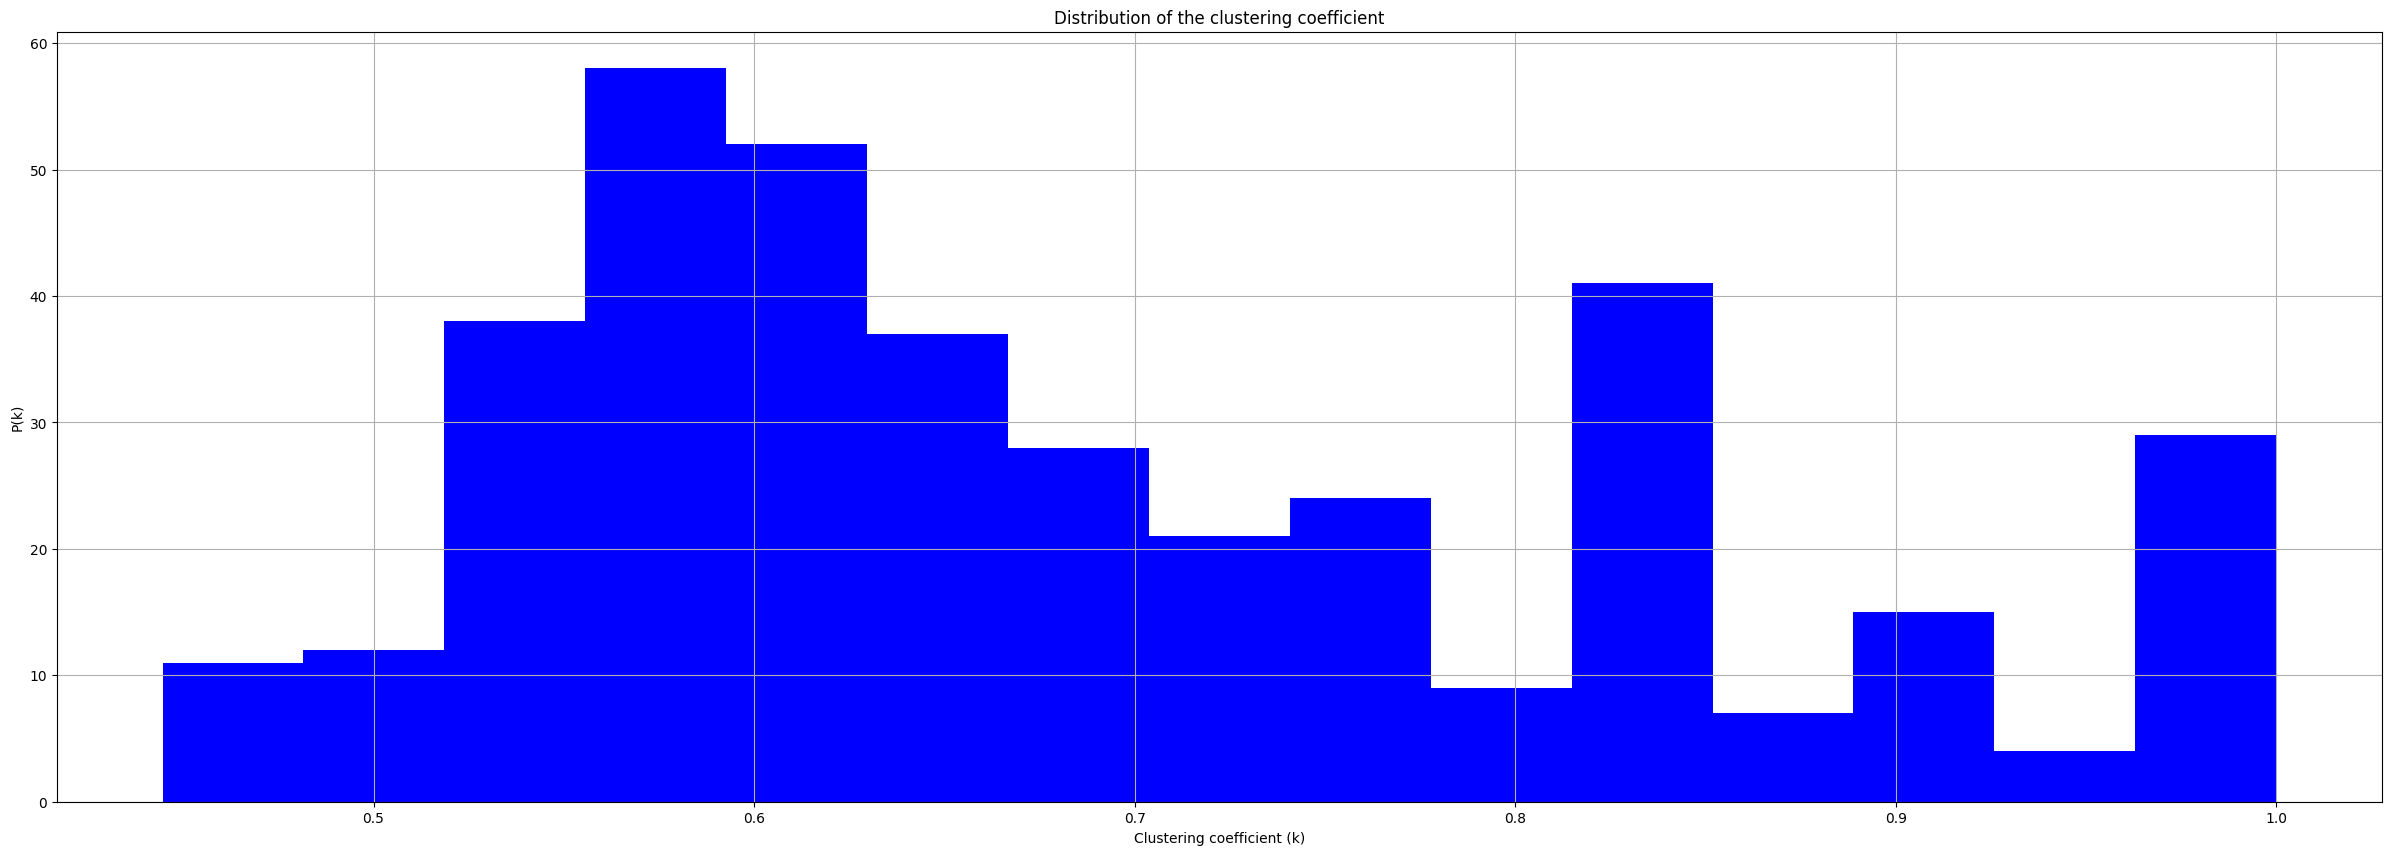 Distribution of the clustering coefficient
60
50
40
30
20
10
0
P(k)
0.5 0.6 0.7 0.8 0.9 1.0
Clustering coefficient (k)